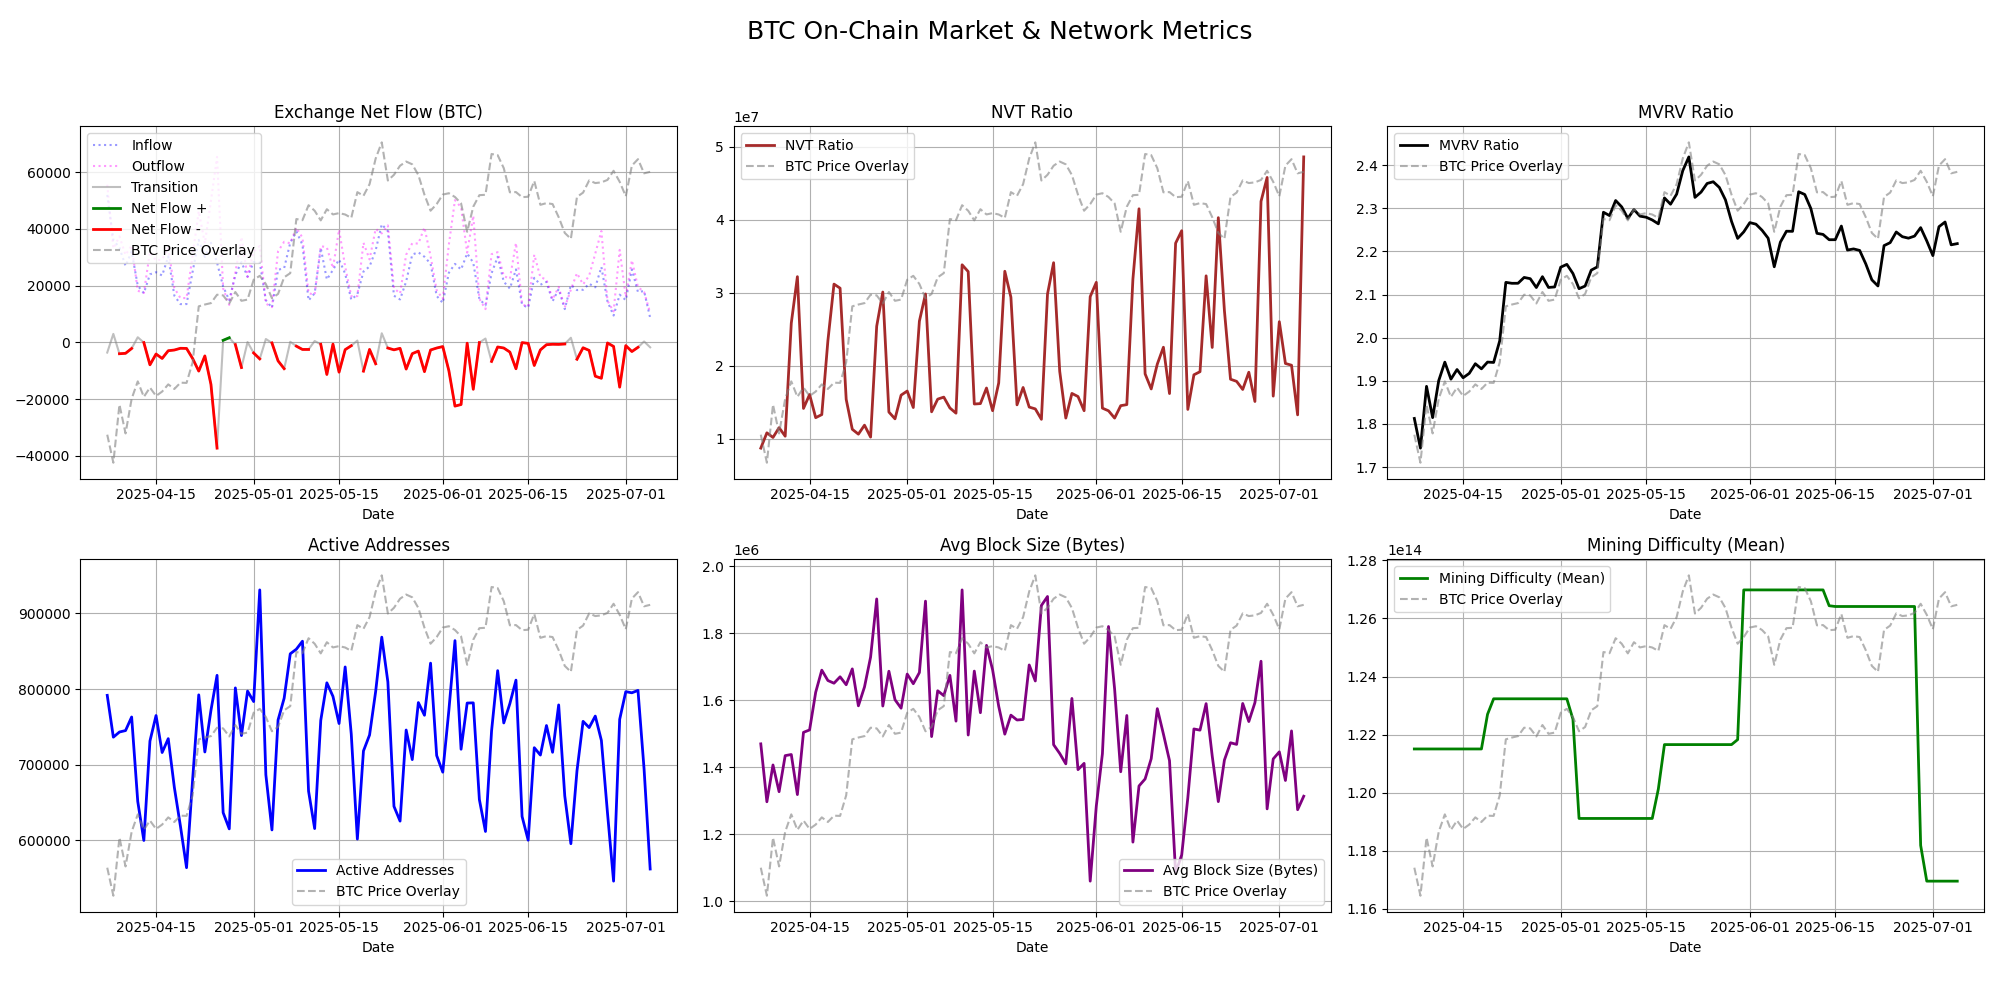 BTC On-Chain Market & Network Metrics
Exchange Net Flow (BTC)
Inflow
Outflow
Transition
Net Flow +
Net Flow -
BTC Price Overlay
60000
40000
20000
0
−20000
−40000
2025-04-15 2025-05-01 2025-05-15 2025-06-01 2025-06-15 2025-07-01
Date
NVT Ratio
1e7
NVT Ratio
BTC Price Overlay
5
4
3
2
1
2025-04-15 2025-05-01 2025-05-15 2025-06-01 2025-06-15 2025-07-01
Date
MVRV Ratio
MVRV Ratio
BTC Price Overlay
2.4
2.3
2.2
2.1
2.0
1.9
1.8
1.7
2025-04-15 2025-05-01 2025-05-15 2025-06-01 2025-06-15 2025-07-01
Date
Active Addresses
900000
800000
700000
600000
Active Addresses
BTC Price Overlay
2025-04-15 2025-05-01 2025-05-15 2025-06-01 2025-06-15 2025-07-01
Date
Avg Block Size (Bytes)
1e6
2.0
1.8
1.6
1.4
1.2
1.0
Avg Block Size (Bytes)
BTC Price Overlay
2025-04-15 2025-05-01 2025-05-15 2025-06-01 2025-06-15 2025-07-01
Date
Mining Difficulty (Mean)
1e14
Mining Difficulty (Mean)
BTC Price Overlay
1.28
1.26
1.24
1.22
1.20
1.18
1.16
2025-04-15 2025-05-01 2025-05-15 2025-06-01 2025-06-15 2025-07-01
Date